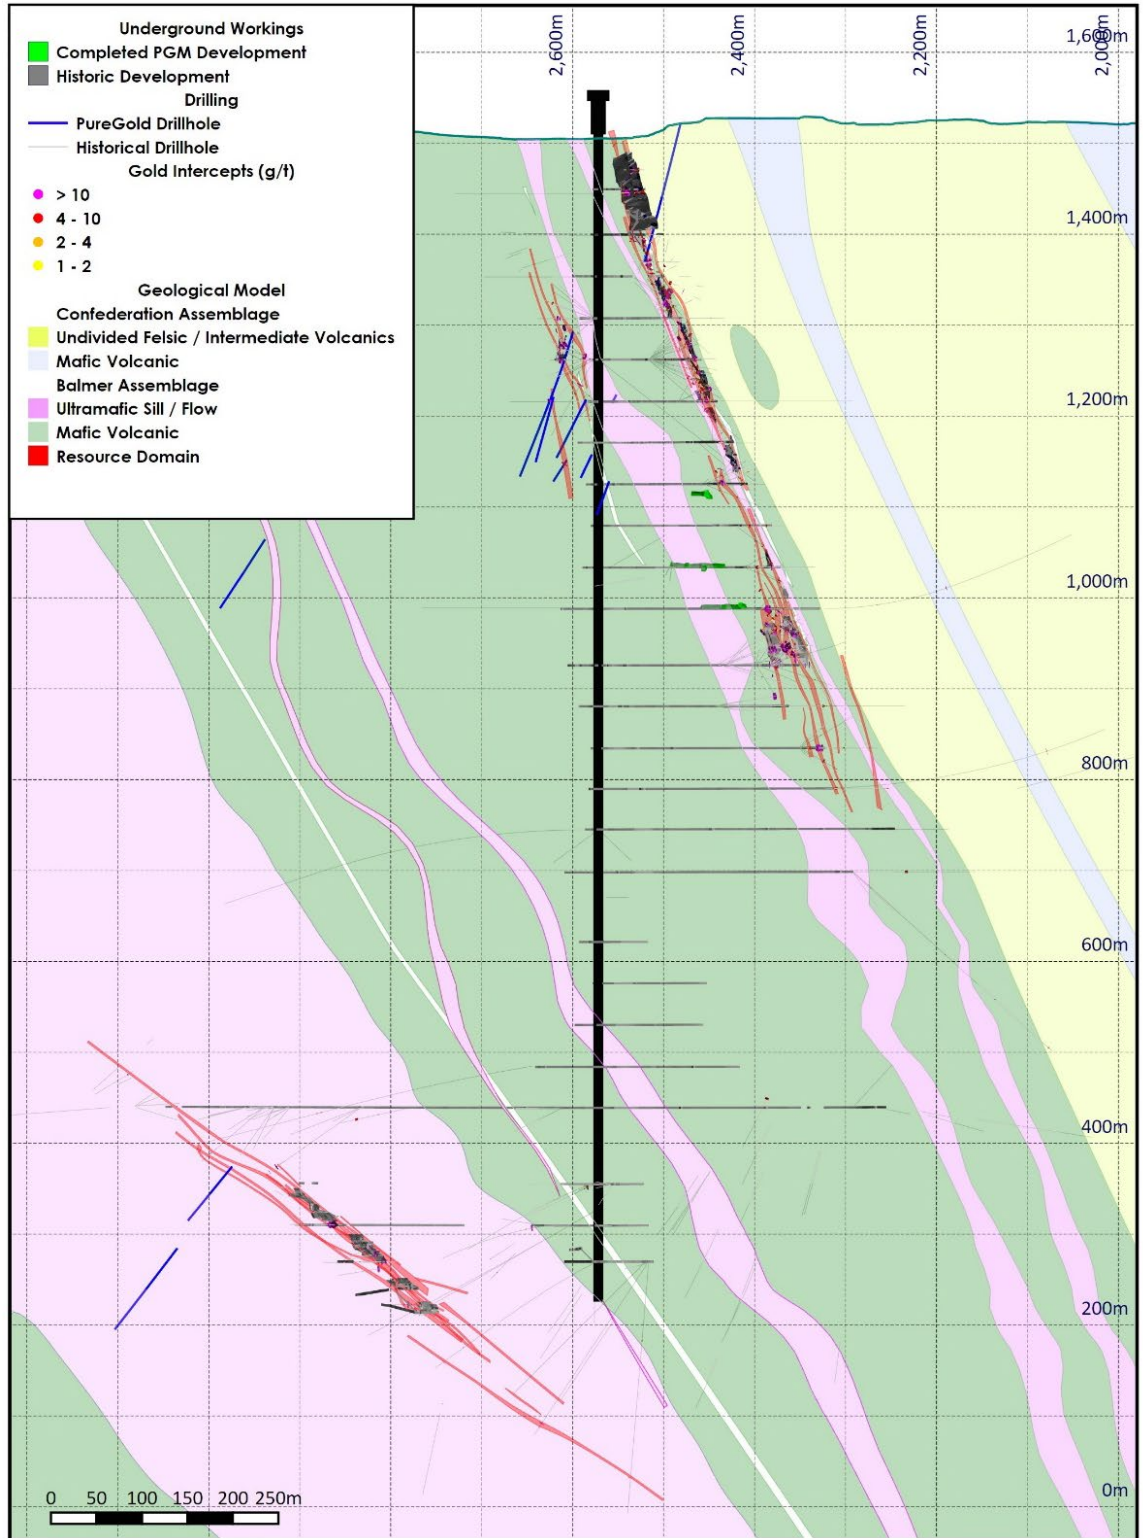 Underground Workings
Completed PGM Development
Historic Development
Drilling
PureGold Drillhole
Historical Drillhole
Gold Intercepts (g/t)
> 10
4 - 10
2 - 4
1 - 2
Geological Model
Confederation Assemblage
Undivided Felsic / Intermediate Volcanics
Mafic Volcanic
Balmer Assemblage
Ultramafic Sill / Flow
Mafic Volcanic
Resource Domain
2,600m
2,400m
2,200m
2,000m
1,600m
1,400m
1,200m
1,000m
800m
600m
400m
200m
0m
0 50 100 150 200 250m